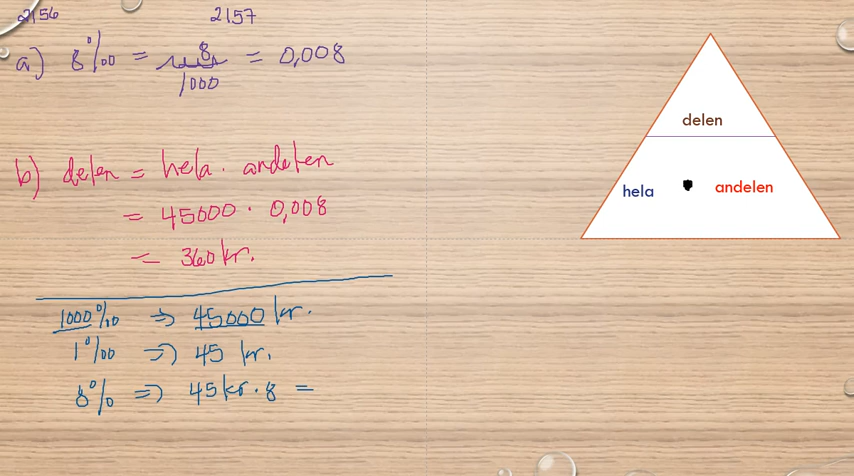 2156 2157
a) 8‰ = 8/1000 = 0,008
b) delen = hela · andelen
= 45000 · 0,008
= 360 kr.
1000‰ ⇒ 45000 kr.
1‰ ⇒ 45 kr.
8% ⇒ 45 kr · 8 =
delen
hela · andelen